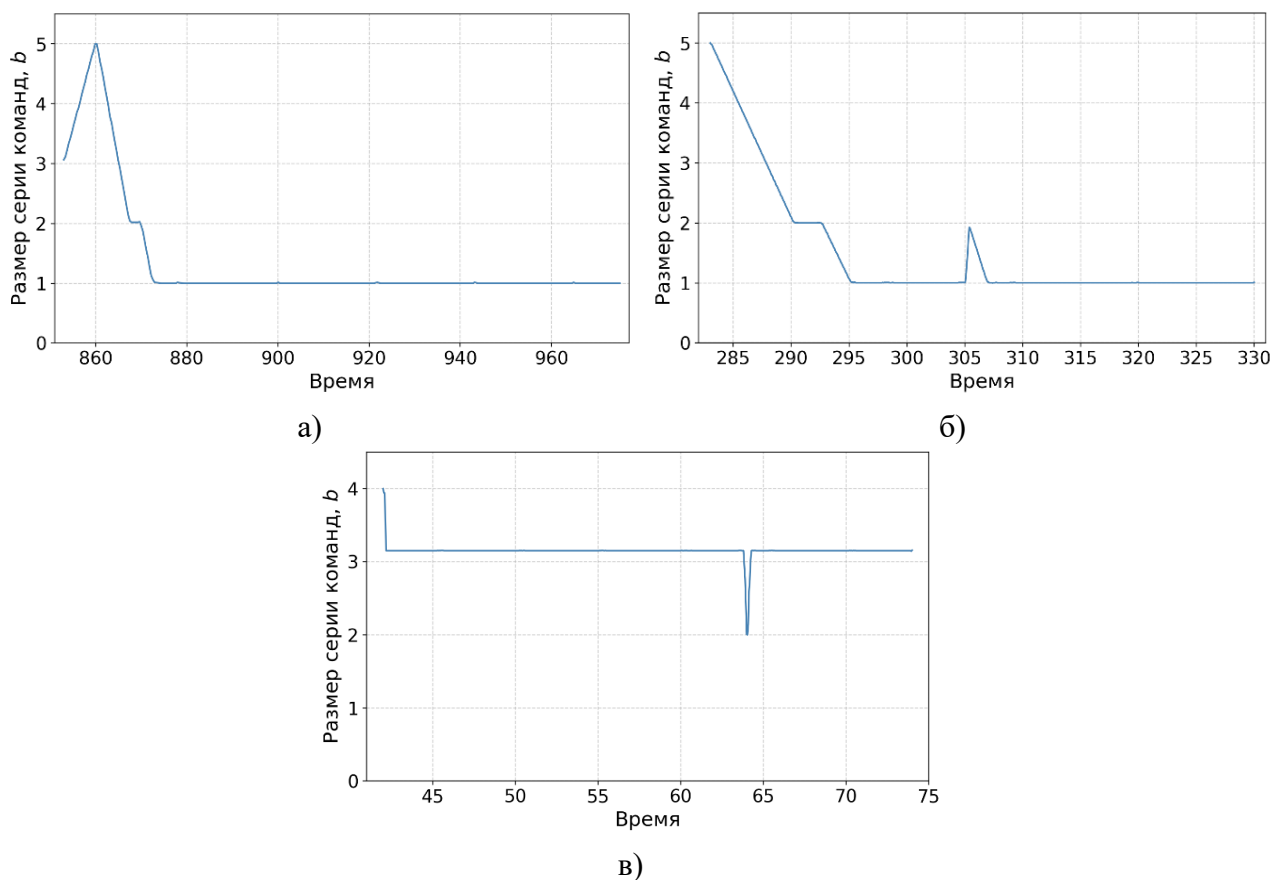 Размер серии команд, b
5
4
3
2
1
0
860 880 900 920 940 960
Время
а)
Размер серии команд, b
5
4
3
2
1
0
285 290 295 300 305 310 315 320 325 330
Время
б)
Размер серии команд, b
4
3
2
1
0
45 50 55 60 65 70 75
Время
в)